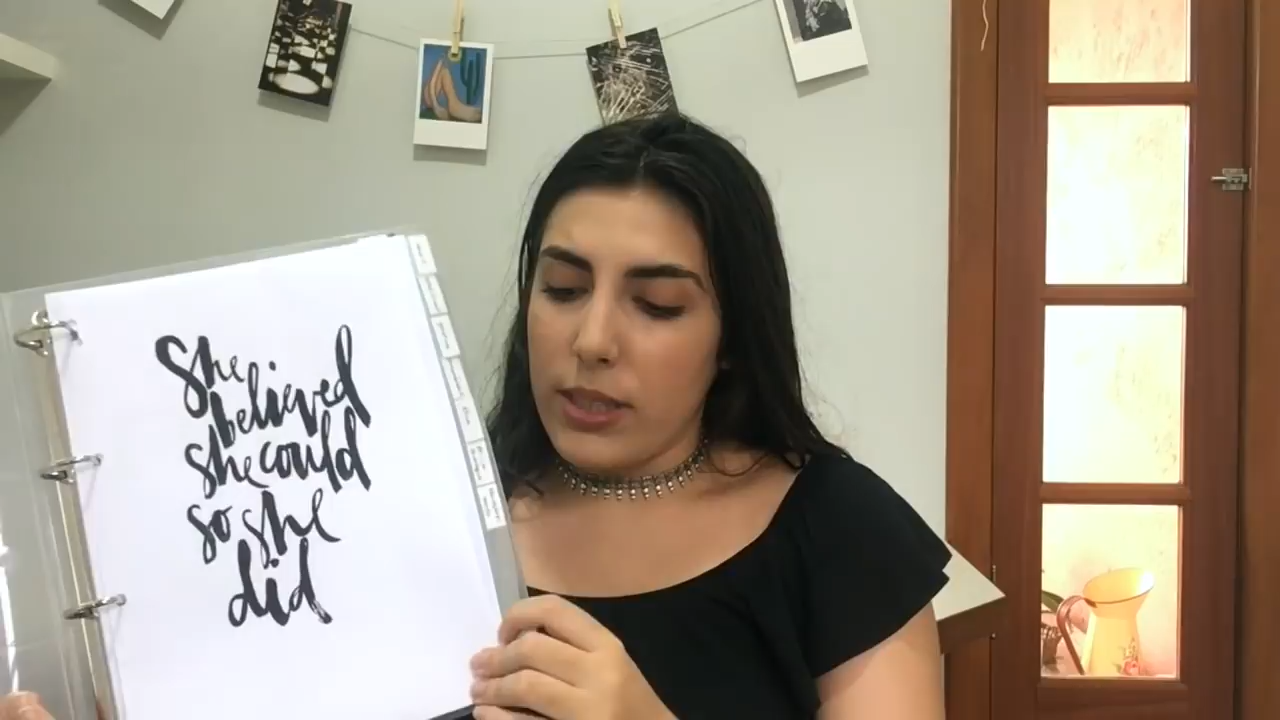 She
believed
she could
so she
did